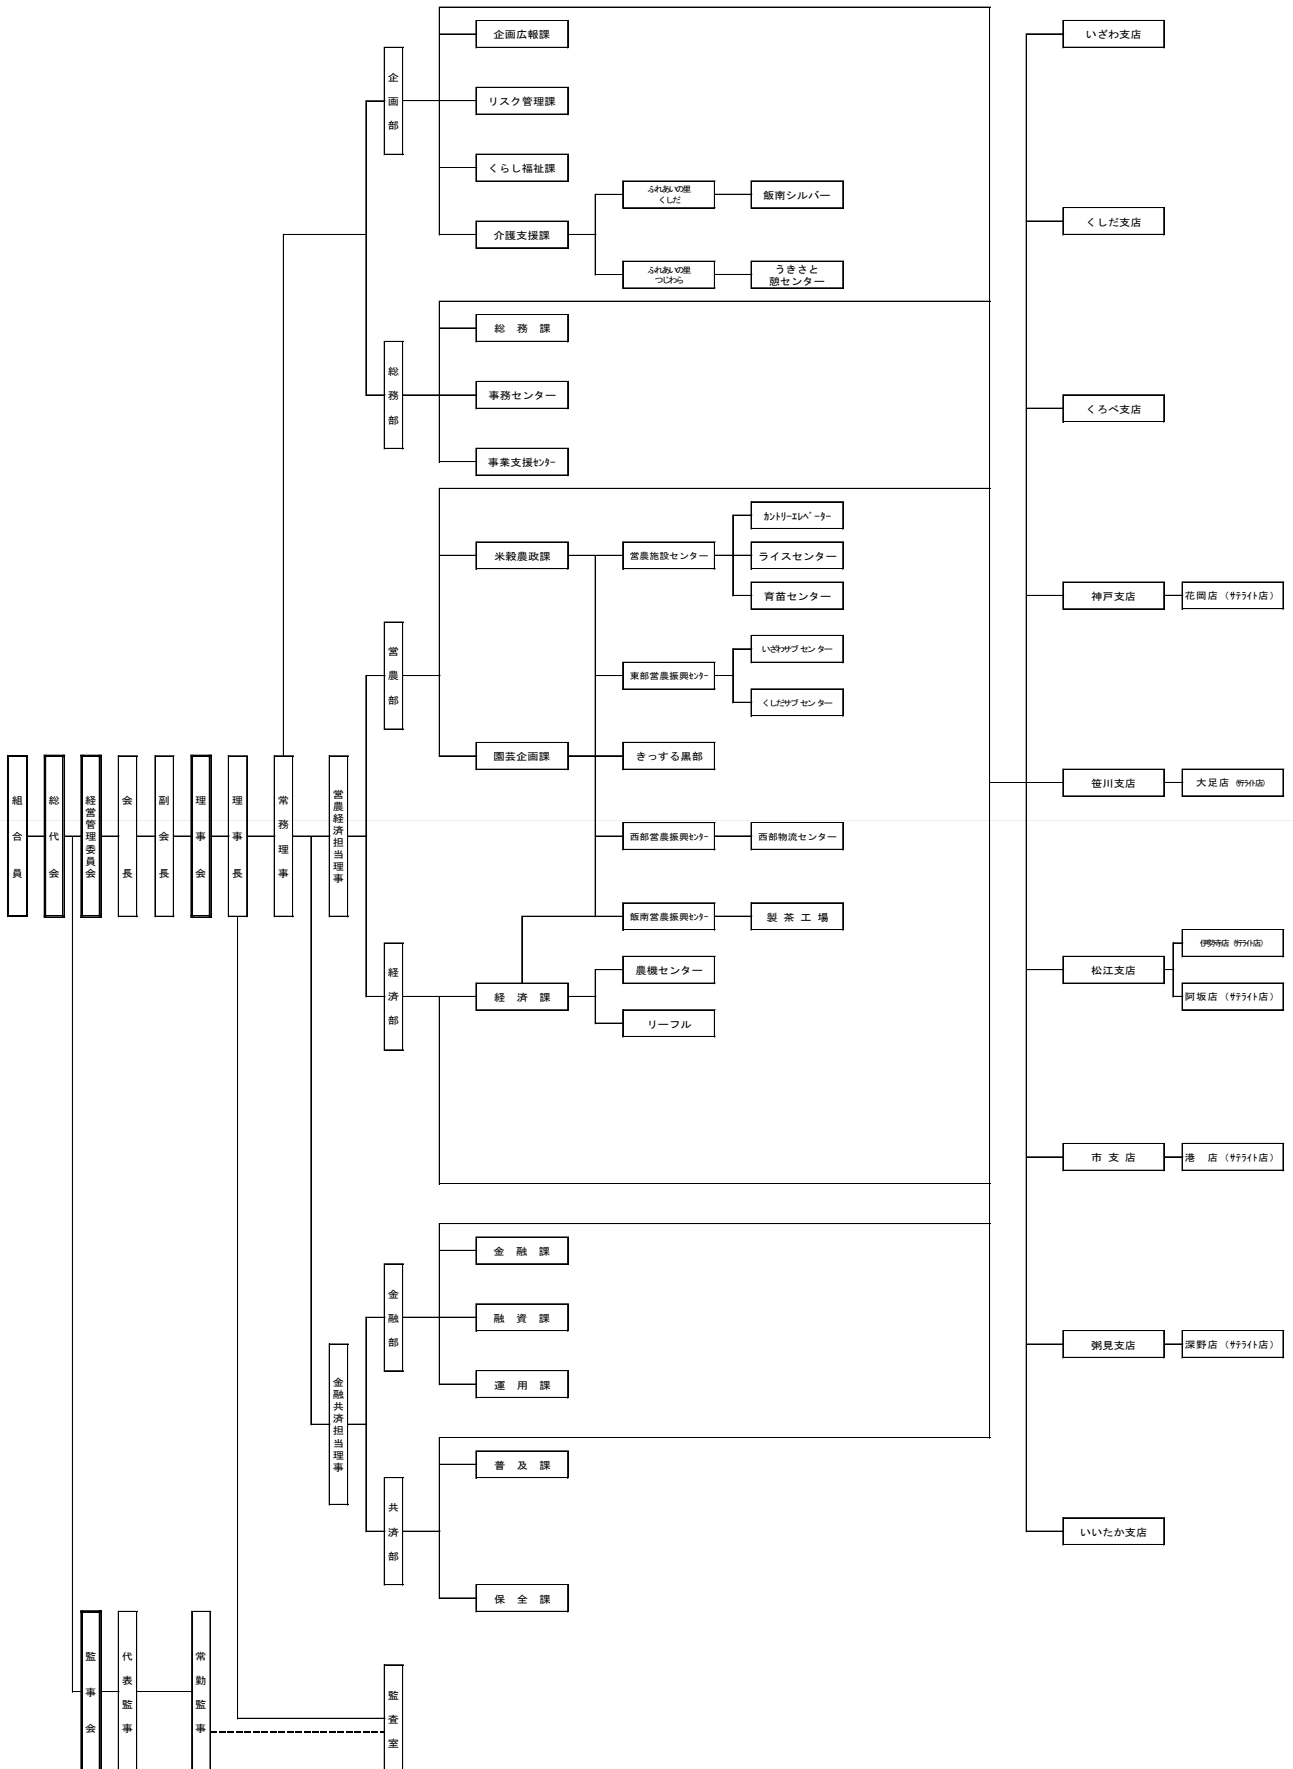 企画部
企画広報課
リスク管理課
くらし福祉課
介護支援課
ふれあいの里
くしだ
飯南シルバー
ふれあいの里
つじわら
うきさと
憩センター
総務部
総　務　課
事務センター
事業支援ｾﾝﾀｰ
営農部
米穀農政課
営農施設センター
ｶﾝﾄﾘｰｴﾚﾍﾞｰﾀｰ
ライスセンター
育苗センター
東部営農振興ｾﾝﾀｰ
いざわサブセンター
くしだサブセンター
園芸企画課
きっする黒部
西部営農振興ｾﾝﾀｰ
西部物流センター
飯南営農振興ｾﾝﾀｰ
製茶工場
経済部
経　済　課
農機センター
リーフル
組合員
総代会
経営管理委員会
会長
副会長
理事会
理事長
常務理事
営農経済担当理事
金融共済担当理事
金融部
金　融　課
融　資　課
運　用　課
共済部
普　及　課
保　全　課
監事会
代表監事
常勤監事
監査室
いざわ支店
くしだ支店
くろべ支店
神戸支店
花岡店（ｻﾃﾗｲﾄ店）
笹川支店
大足店（ｻﾃﾗｲﾄ店）
松江支店
伊勢寺店（ｻﾃﾗｲﾄ店）
阿坂店（ｻﾃﾗｲﾄ店）
市支店
港　店（ｻﾃﾗｲﾄ店）
粥見支店
深野店（ｻﾃﾗｲﾄ店）
いいたか支店